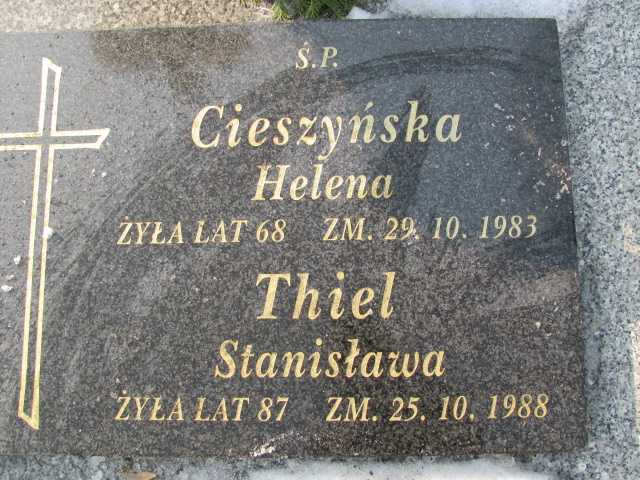 Ś.P.
Cieszyńska
Helena
ŻYŁA LAT 68 ZM. 29. 10. 1983
Thiel
Stanisława
ŻYŁA LAT 87 ZM. 25. 10. 1988